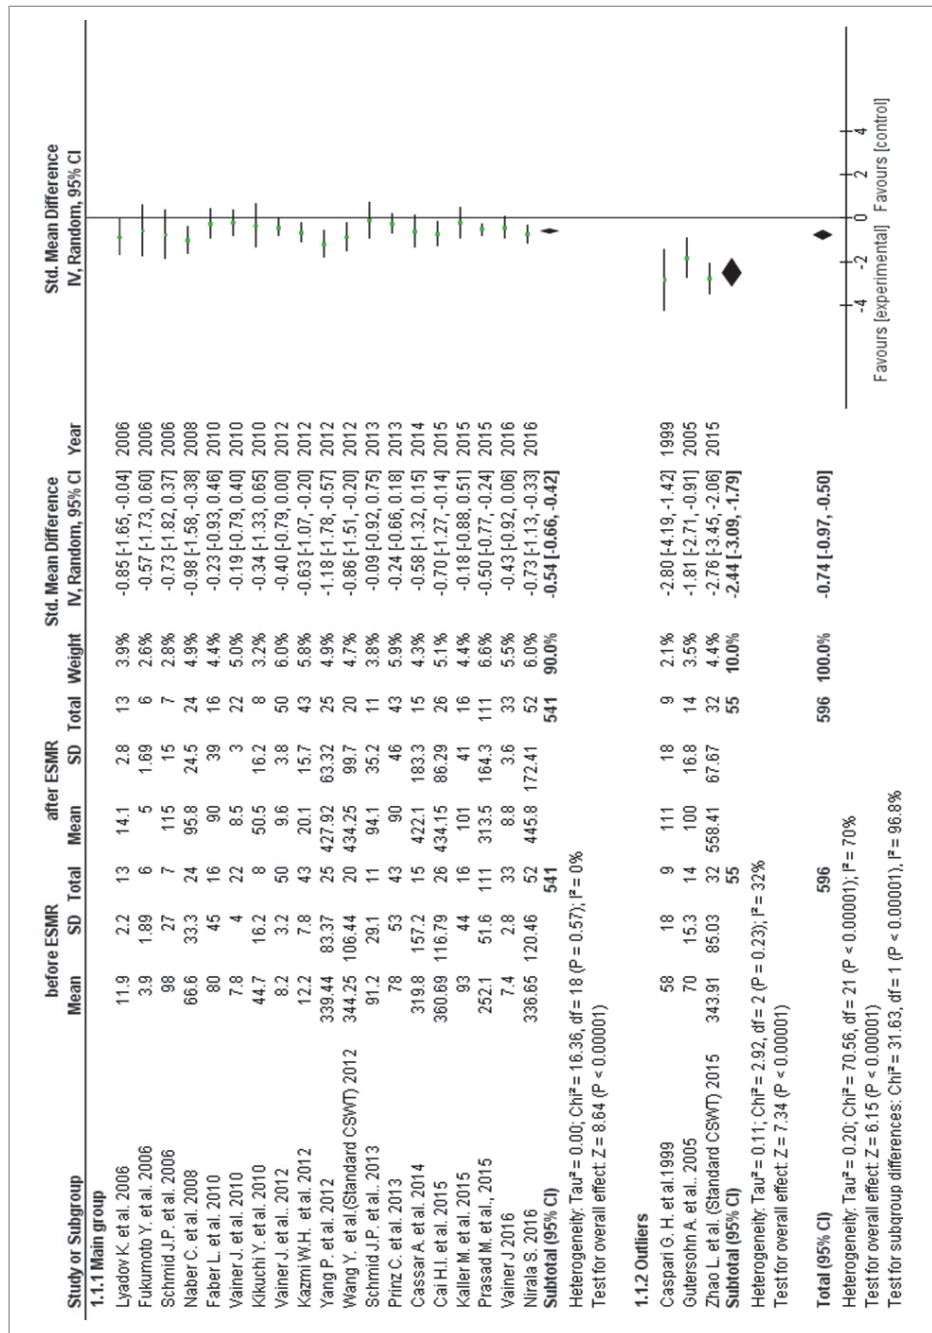 before ESMR after ESMR Std. Mean Difference Std. Mean Difference
Study or Subgroup Mean SD Total Mean SD Total Weight IV, Random, 95% CI Year IV, Random, 95% CI
1.1.1 Main group
Lyadov K. et al. 2006 11.9 2.2 13 14.1 2.8 13 3.9% -0.85 [-1.65, -0.04] 2006
Fukumoto Y. et al. 2006 3.9 1.89 6 5 1.69 6 2.6% -0.57 [-1.73, 0.60] 2006
Schmid J.P. et al. 2006 98 27 7 115 15 7 2.8% -0.73 [-1.82, 0.37] 2006
Naber C. et al. 2008 66.6 33.3 24 95.8 24.5 24 4.9% -0.98 [-1.58, -0.38] 2008
Faber L. et al. 2010 80 45 16 90 39 16 4.4% -0.23 [-0.93, 0.46] 2010
Vainer J. et al. 2010 7.8 4 22 8.5 3 22 5.0% -0.19 [-0.79, 0.40] 2010
Kikuchi Y. et al. 2010 44.7 16.2 8 50.5 16.2 8 3.2% -0.34 [-1.33, 0.65] 2010
Vainer J. et al.. 2012 8.2 3.2 50 9.6 3.8 50 6.0% -0.40 [-0.79, 0.00] 2012
Kazmi W.H. et al. 2012 12.2 7.8 43 20.1 15.7 43 5.8% -0.63 [-1.07, -0.20] 2012
Yang P. et al. 2012 339.44 83.37 25 427.92 63.32 25 4.9% -1.18 [-1.78, -0.57] 2012
Wang Y. et al.(Standard CSWT) 2012 344.25 106.44 20 434.25 99.7 20 4.7% -0.86 [-1.51, -0.20] 2012
Schmid J.P. et al.. 2013 91.2 29.1 11 94.1 35.2 11 3.8% -0.09 [-0.92, 0.75] 2013
Prinz C. et al. 2013 78 53 43 90 46 43 5.9% -0.24 [-0.66, 0.18] 2013
Cassar A. et al. 2014 319.8 157.2 15 422.1 183.3 15 4.3% -0.58 [-1.32, 0.15] 2014
Cai H.I. et al. 2015 360.69 116.79 26 434.15 86.29 26 5.1% -0.70 [-1.27, -0.14] 2015
Kaller M. et al. 2015 93 44 16 101 41 16 4.4% -0.18 [-0.88, 0.51] 2015
Prasad M. et al., 2015 252.1 51.6 111 313.5 164.3 111 6.6% -0.50 [-0.77, -0.24] 2015
Vainer J 2016 7.4 2.8 33 8.8 3.6 33 5.5% -0.43 [-0.92, 0.06] 2016
Nirala S. 2016 336.65 120.46 52 445.8 172.41 52 6.0% -0.73 [-1.13, -0.33] 2016
Subtotal (95% CI) 541 541 90.0% -0.54 [-0.66, -0.42]
Heterogeneity: Tau² = 0.00; Chi² = 16.36, df = 18 (P = 0.57); I² = 0%
Test for overall effect: Z = 8.64 (P < 0.00001)
1.1.2 Outliers
Caspari G. H. et al.1999 58 18 9 111 18 9 2.1% -2.80 [-4.19, -1.42] 1999
Gutersohn A. et al.. 2005 70 15.3 14 100 16.8 14 3.5% -1.81 [-2.71, -0.91] 2005
Zhao L. et al. (Standard CSWT) 2015 343.91 85.03 32 558.41 67.67 32 4.4% -2.76 [-3.45, -2.06] 2015
Subtotal (95% CI) 55 55 10.0% -2.44 [-3.09, -1.79]
Heterogeneity: Tau² = 0.11; Chi² = 2.92, df = 2 (P = 0.23); I² = 32%
Test for overall effect: Z = 7.34 (P < 0.00001)
Total (95% CI) 596 596 100.0% -0.74 [-0.97, -0.50]
Heterogeneity: Tau² = 0.20; Chi² = 70.56, df = 21 (P < 0.00001); I² = 70%
Test for overall effect: Z = 6.15 (P < 0.00001)
Test for subgroup differences: Chi² = 31.63, df = 1 (P < 0.00001), I² = 96.8%
-4 -2 0 2 4
Favours [experimental] Favours [control]